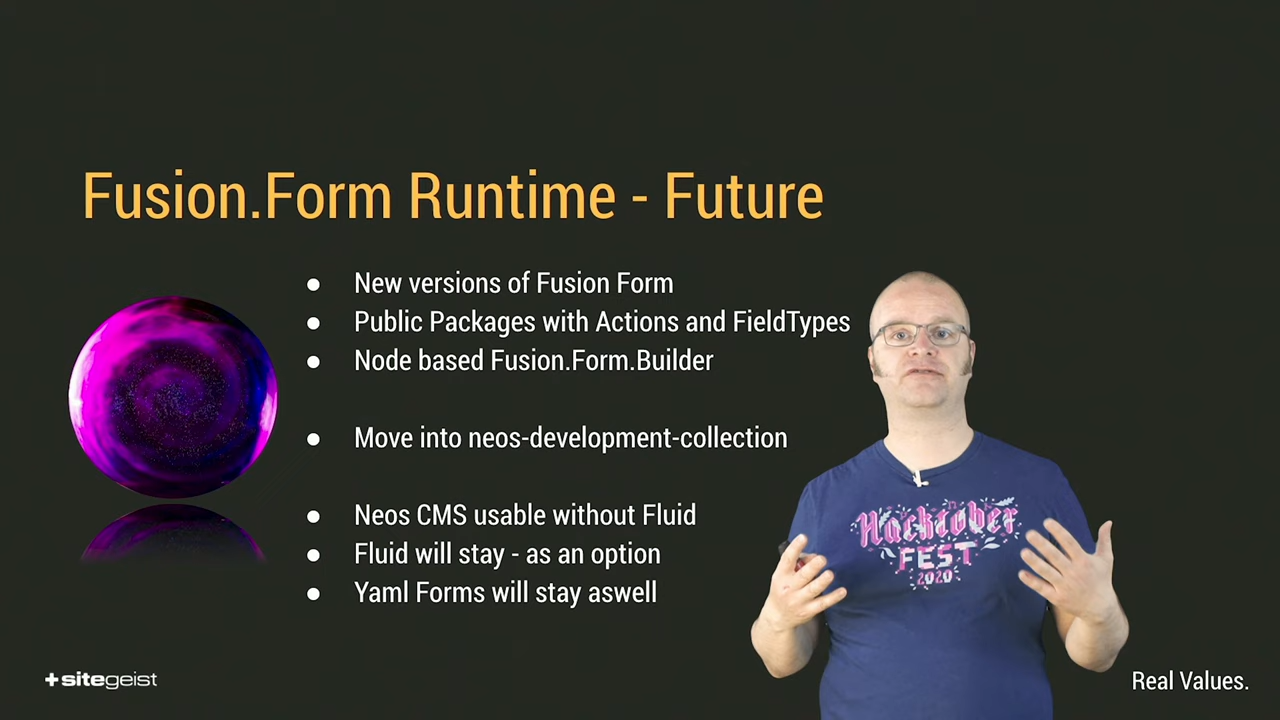 Fusion.Form Runtime - Future
● New versions of Fusion Form
● Public Packages with Actions and FieldTypes
● Node based Fusion.Form.Builder
● Move into neos-development-collection
● Neos CMS usable without Fluid
● Fluid will stay - as an option
● Yaml Forms will stay aswell
Hacktober
FEST
2020
+sitegeist
Real Values.